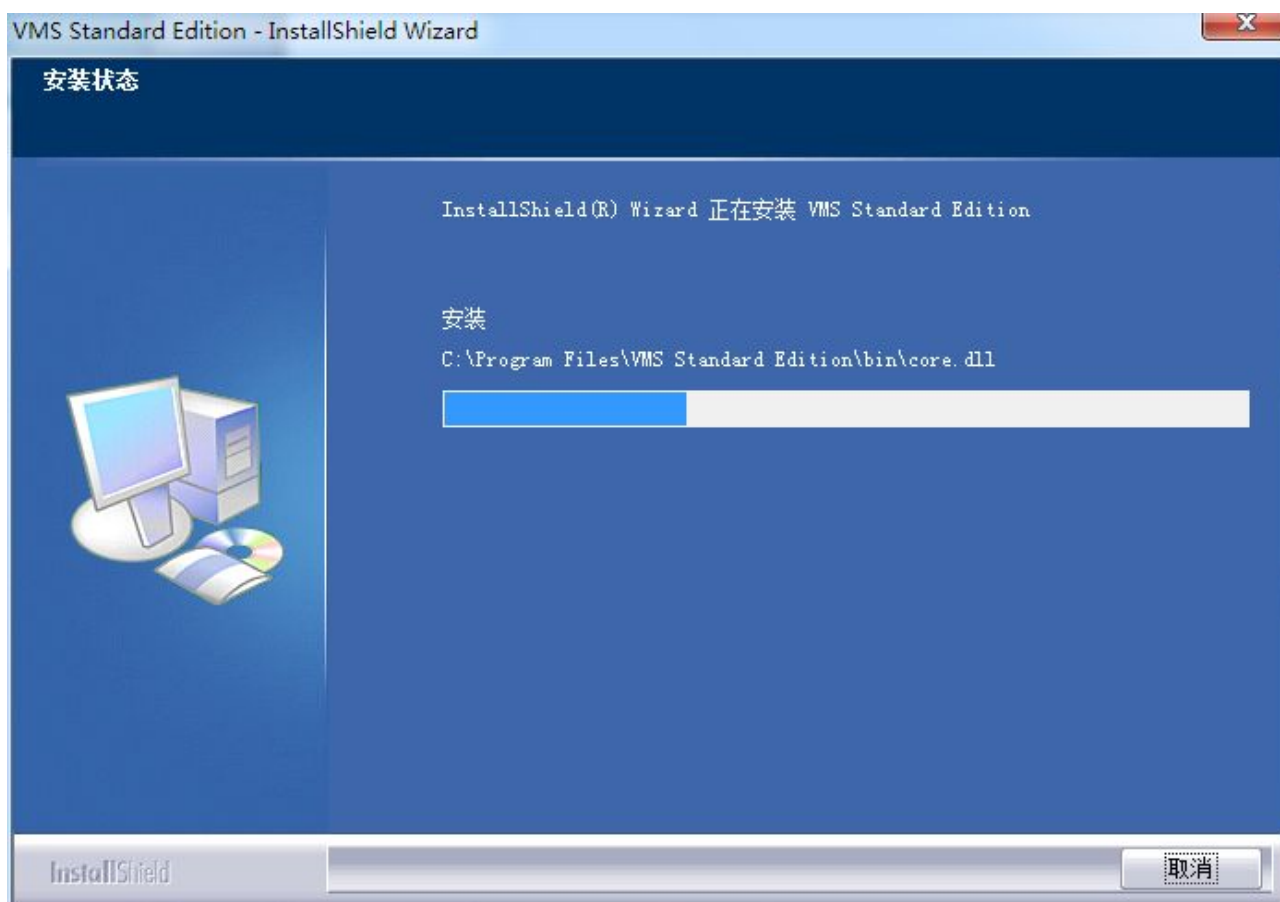 VMS Standard Edition - InstallShield Wizard
安装状态
InstallShield(R) Wizard 正在安装 VMS Standard Edition
安装
C:\Program Files\VMS Standard Edition\bin\core.dll
InstallShield
取消